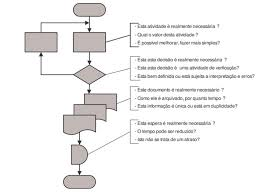 - Esta atividade é realmente necessária ?
- Qual o valor desta atividade ?
- É possível melhorar, fazer mais simples?
- Esta esta decisão é realmente necessária ?
- Esta decisão é uma atividade de verificação?
- Esta bem definina ou está sujeita a interpretação e erros?
- Este documento é realmente necessário ?
- Como ele é arquivado, por quanto tempo ?
- Esta informação é única ou está em duplicidade?
- Esta espera é realmente necessária ?
- O tempo pode ser reduzido?
- Isto não se trata de um atraso?